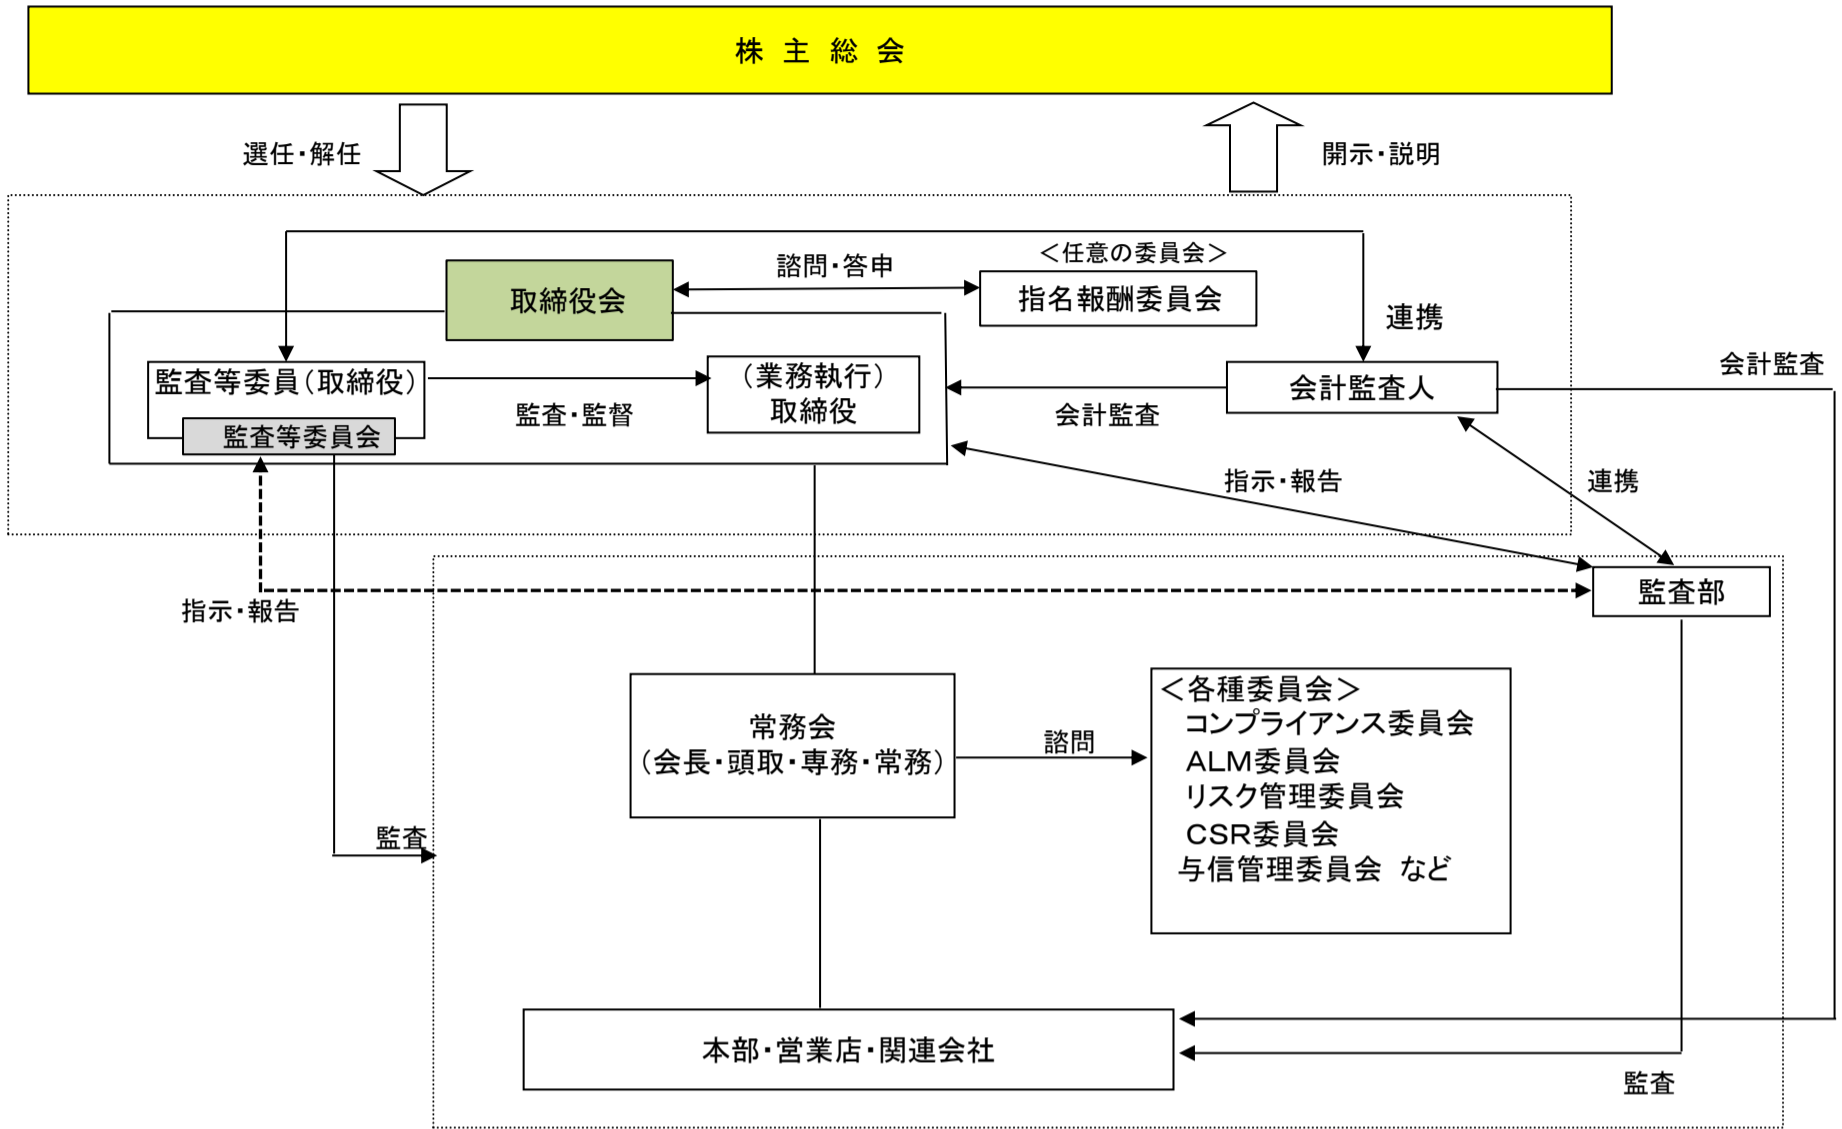 株 主 総 会
選任・解任
開示・説明
＜任意の委員会＞
諮問・答申
取締役会
指名報酬委員会
連携
会計監査
監査等委員（取締役）
（業務執行）
取締役
会計監査人
監査・監督
会計監査
監査等委員会
指示・報告
連携
監査部
指示・報告
＜各種委員会＞
コンプライアンス委員会
ALM委員会
リスク管理委員会
CSR委員会
与信管理委員会 など
常務会
（会長・頭取・専務・常務）
諮問
監査
本部・営業店・関連会社
監査